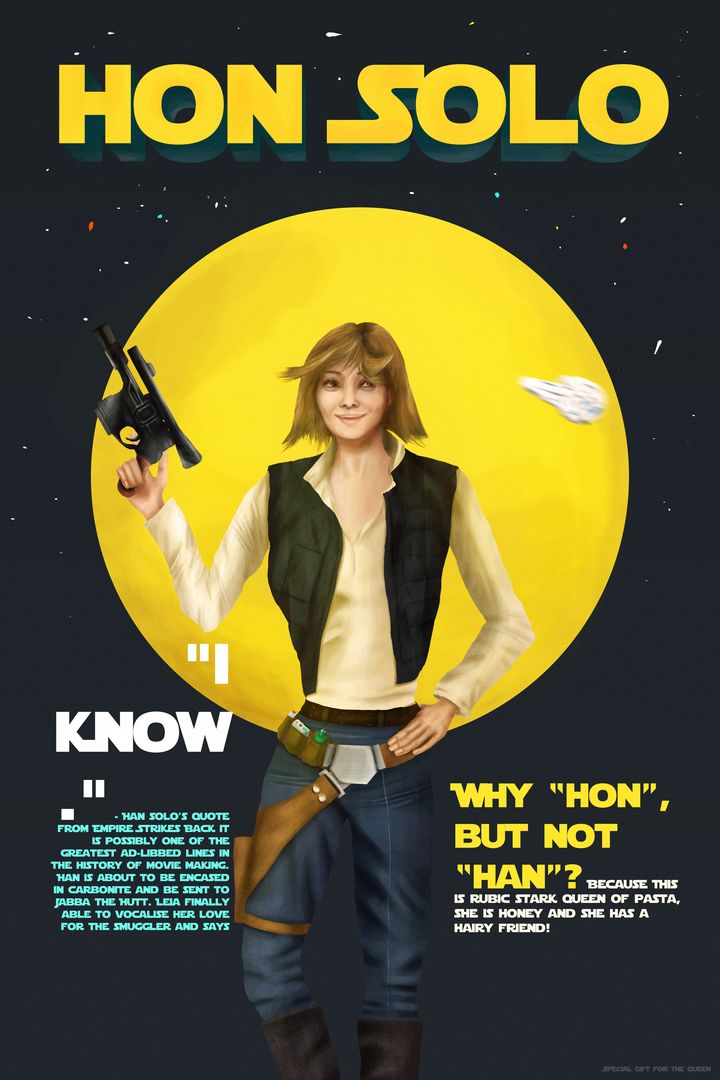 HON SOLO
"I
KNOW
."
- HAN SOLO'S QUOTE
FROM EMPIRE STRIKES BACK IT
IS POSSIBLY ONE OF THE
GREATEST AD-LIBBED LINES IN
THE HISTORY OF MOVIE MAKING.
HAN IS ABOUT TO BE ENCASED
IN CARBONITE AND BE SENT TO
JABBA THE HUTT. LEIA FINALLY
ABLE TO VOCALISE HER LOVE
FOR THE SMUGGLER AND SAYS
WHY "HON",
BUT NOT
"HAN"? BECAUSE THIS
IS RUBIC STARK QUEEN OF PASTA,
SHE IS HONEY AND SHE HAS A
HAIRY FRIEND!
SPECIAL GIFT FOR THE QUEEN